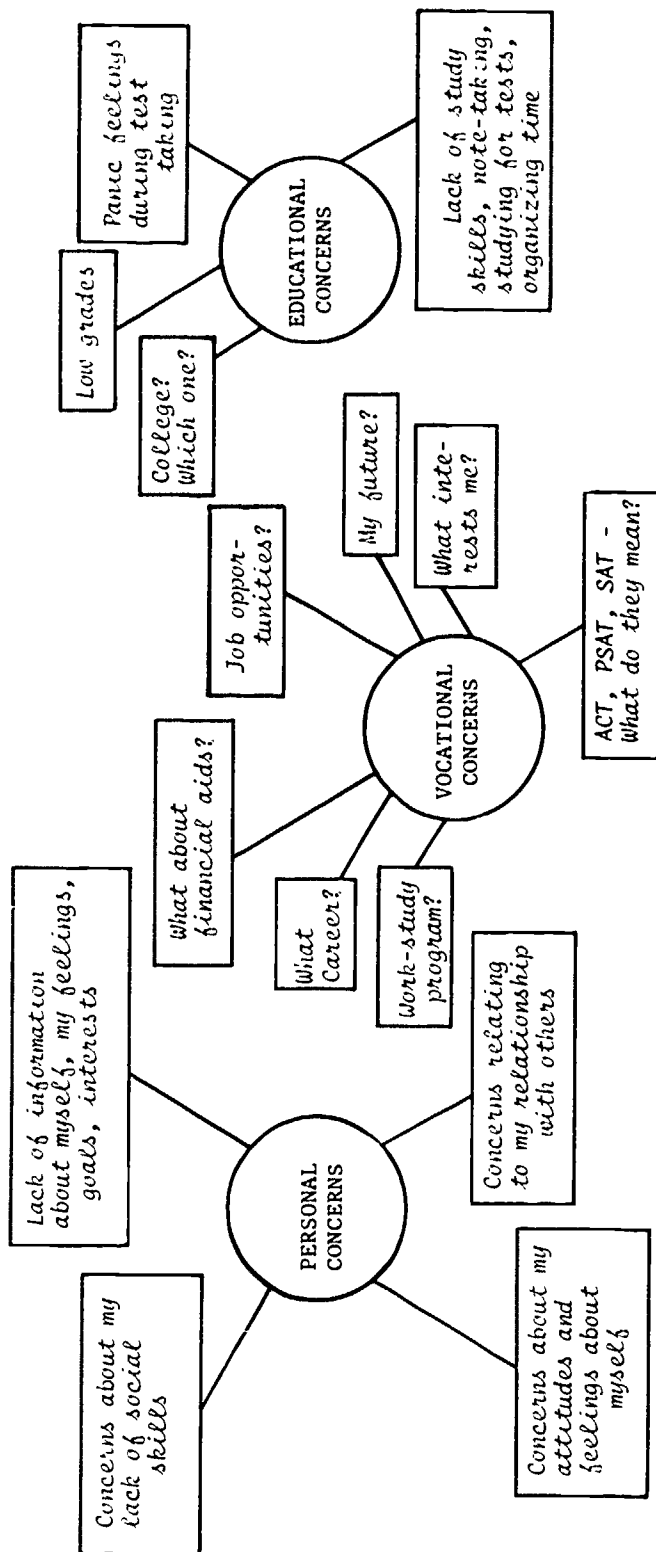 Concerns about my
lack of social
skills
Lack of information
about myself, my feelings,
goals, interests
PERSONAL
CONCERNS
Concerns about my
attitudes and
feelings about
myself
Concerns relating
to my relationship
with others
What about
financial aids?
Job oppor-
tunities?
What
Career?
My future?
Work-study
program?
What inte-
rests me?
VOCATIONAL
CONCERNS
ACT, PSAT, SAT -
What do they mean?
Low grades
Panic feelings
during test
taking
College?
Which one?
EDUCATIONAL
CONCERNS
Lack of study
skills, note-taking,
studying for tests,
organizing time